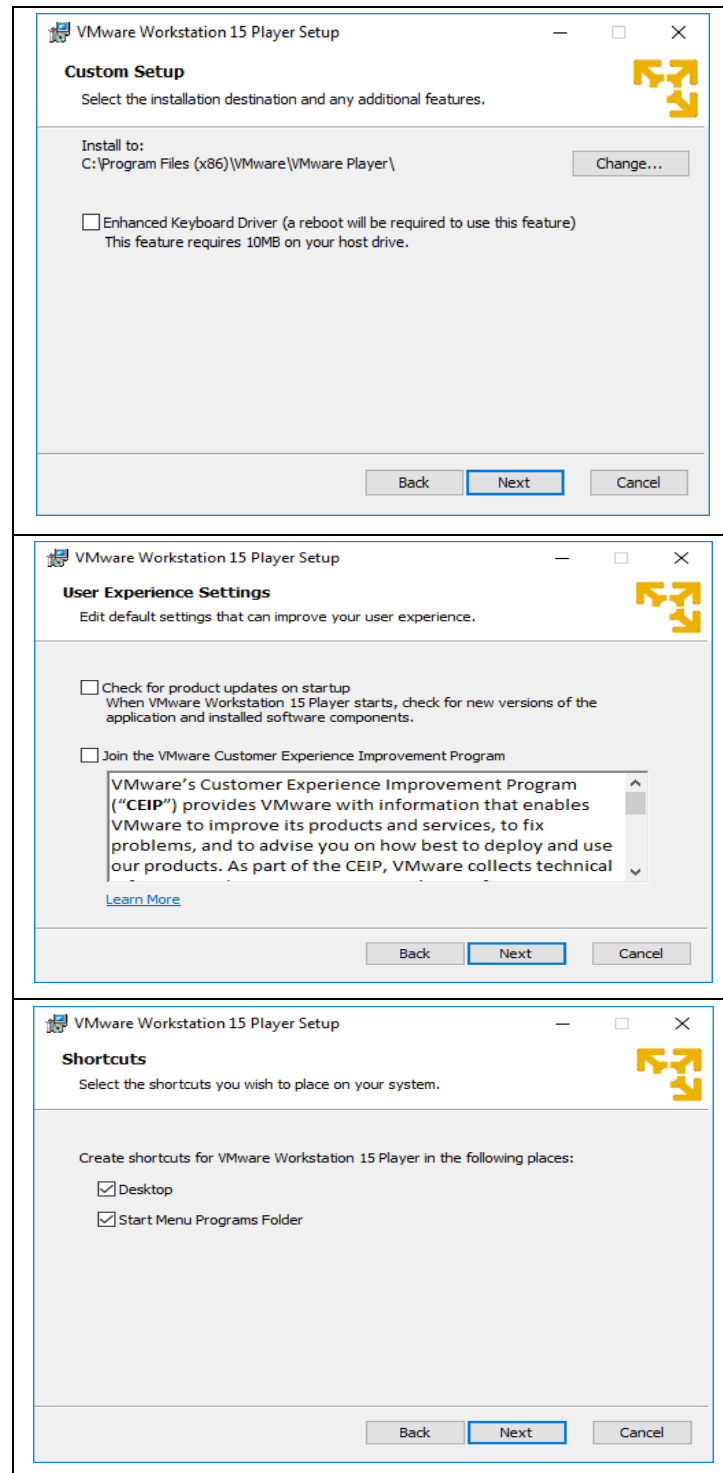 VMware Workstation 15 Player Setup
Custom Setup
Select the installation destination and any additional features.
Install to:
C:\Program Files (x86)\VMware\VMware Player\
Change...
Enhanced Keyboard Driver (a reboot will be required to use this feature)
This feature requires 10MB on your host drive.
Back Next Cancel
VMware Workstation 15 Player Setup
User Experience Settings
Edit default settings that can improve your user experience.
Check for product updates on startup
When VMware Workstation 15 Player starts, check for new versions of the
application and installed software components.
Join the VMware Customer Experience Improvement Program
VMware’s Customer Experience Improvement Program
(“CEIP”) provides VMware with information that enables
VMware to improve its products and services, to fix
problems, and to advise you on how best to deploy and use
our products. As part of the CEIP, VMware collects technical
Learn More
Back Next Cancel
VMware Workstation 15 Player Setup
Shortcuts
Select the shortcuts you wish to place on your system.
Create shortcuts for VMware Workstation 15 Player in the following places:
Desktop
Start Menu Programs Folder
Back Next Cancel